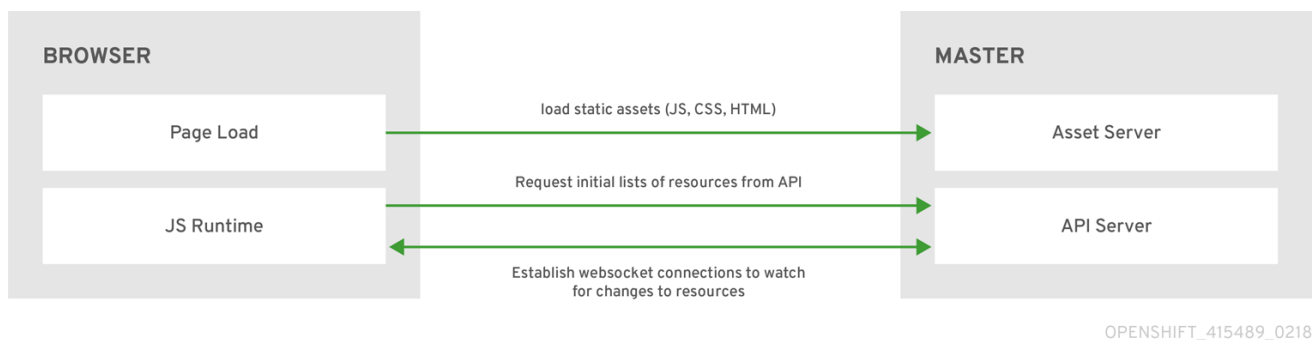 BROWSER
MASTER
load static assets (JS, CSS, HTML)
Page Load
Asset Server
Request initial lists of resources from API
JS Runtime
API Server
Establish websocket connections to watch
for changes to resources
OPENSHIFT_415489_0218